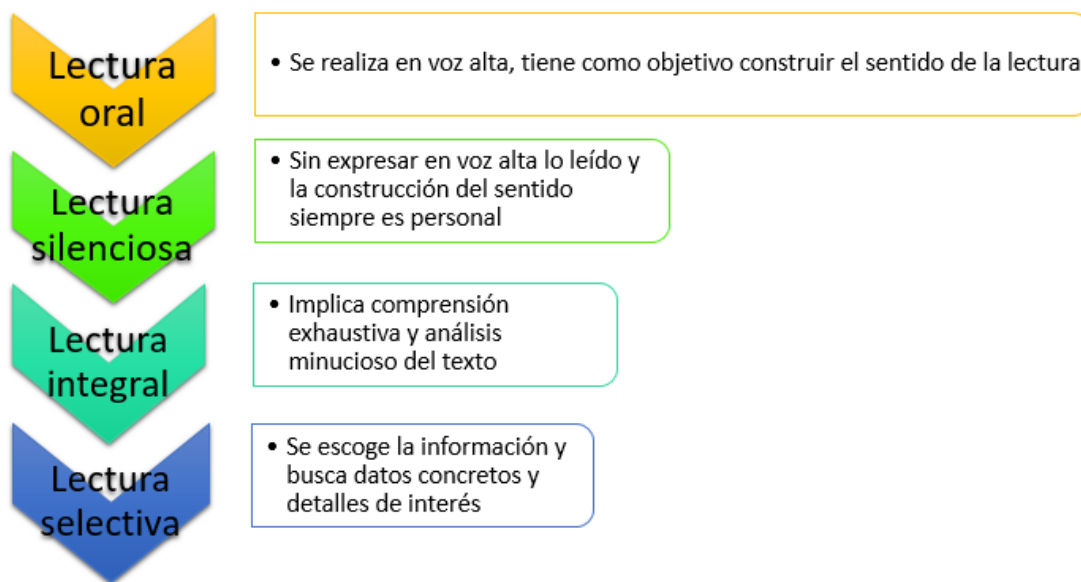 Lectura
oral
• Se realiza en voz alta, tiene como objetivo construir el sentido de la lectura
Lectura
silenciosa
• Sin expresar en voz alta lo leído y
la construcción del sentido
siempre es personal
Lectura
integral
• Implica comprensión
exhaustiva y análisis
minucioso del texto
Lectura
selectiva
• Se escoge la información y
busca datos concretos y
detalles de interés